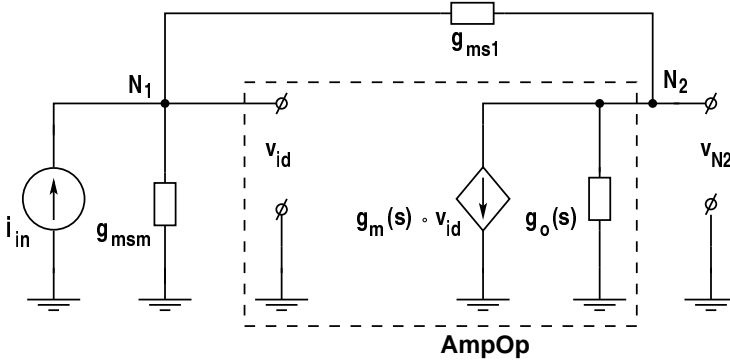 g_ms1
N_1
N_2
v_id
v_N2
i_in
g_msm
g_m(s) ∘ v_id
g_o(s)
AmpOp